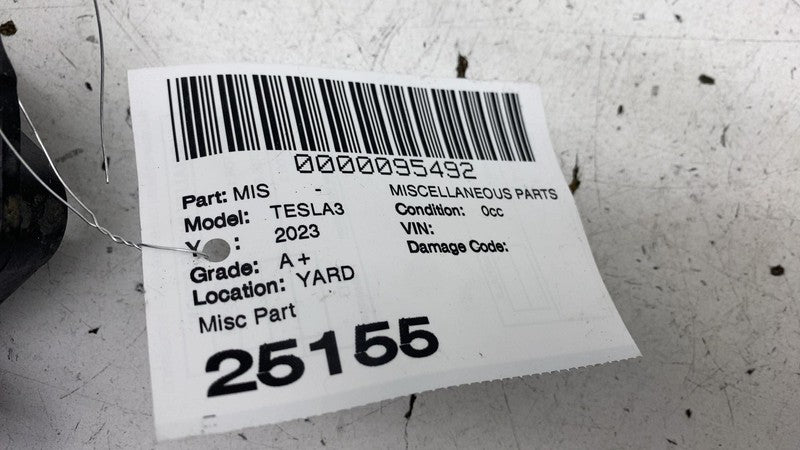 0000095492
Part: MIS - MISCELLANEOUS PARTS
Model: TESLA3 Condition: 0cc
Y : 2023 VIN:
Grade: A+ Damage Code:
Location: YARD
Misc Part
25155